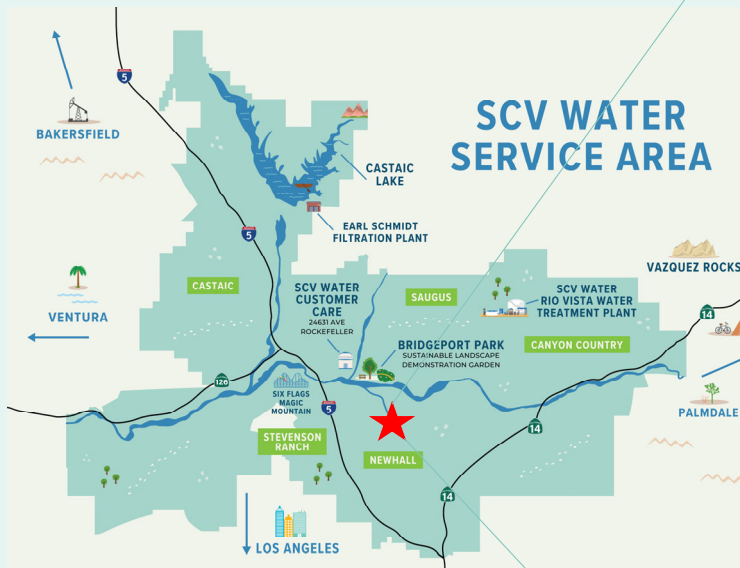 5
BAKERSFIELD
SCV WATER
SERVICE AREA
CASTAIC
LAKE
EARL SCHMIDT
FILTRATION PLANT
5
VAZQUEZ ROCKS
CASTAIC
SCV WATER
CUSTOMER
CARE
24631 AVE
ROCKEFELLER
SAUGUS
SCV WATER
RIO VISTA WATER
TREATMENT PLANT
VENTURA
14
BRIDGEPORT PARK
SUSTAINABLE LANDSCAPE
DEMONSTRATION GARDEN
CANYON COUNTRY
126
SIX FLAGS
MAGIC
MOUNTAIN
5
PALMDALE
14
STEVENSON
RANCH
NEWHALL
14
LOS ANGELES